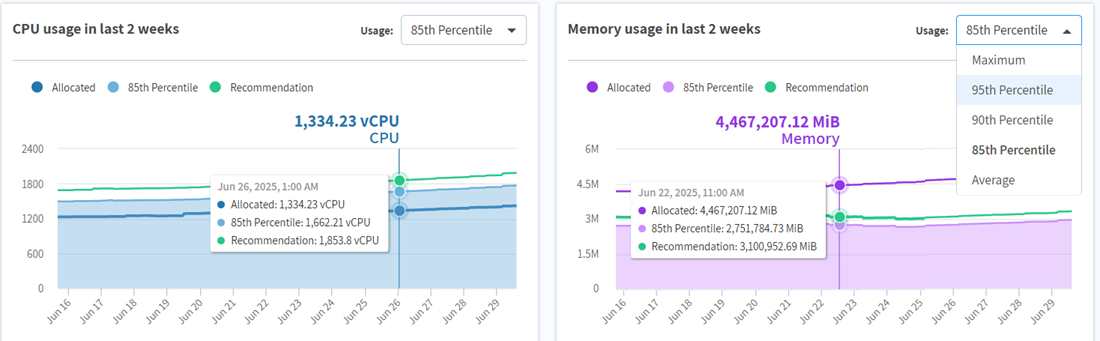 CPU usage in last 2 weeks
Usage: 85th Percentile
Allocated 85th Percentile Recommendation
1,334.23 vCPU
CPU
2400
1800
1200
600
0
Jun 26, 2025, 1:00 AM
Allocated: 1,334.23 vCPU
85th Percentile: 1,662.21 vCPU
Recommendation: 1,853.8 vCPU
Jun 16 Jun 17 Jun 18 Jun 19 Jun 20 Jun 21 Jun 22 Jun 23 Jun 24 Jun 25 Jun 26 Jun 27 Jun 28 Jun 29
Memory usage in last 2 weeks
Usage: 85th Percentile
Maximum
95th Percentile
90th Percentile
85th Percentile
Average
Allocated 85th Percentile Recommendation
4,467,207.12 MiB
Memory
6M
4.5M
3M
1.5M
0
Jun 22, 2025, 11:00 AM
Allocated: 4,467,207.12 MiB
85th Percentile: 2,751,784.73 MiB
Recommendation: 3,100,952.69 MiB
Jun 16 Jun 17 Jun 18 Jun 19 Jun 20 Jun 21 Jun 22 Jun 23 Jun 24 Jun 25 Jun 26 Jun 27 Jun 28 Jun 29